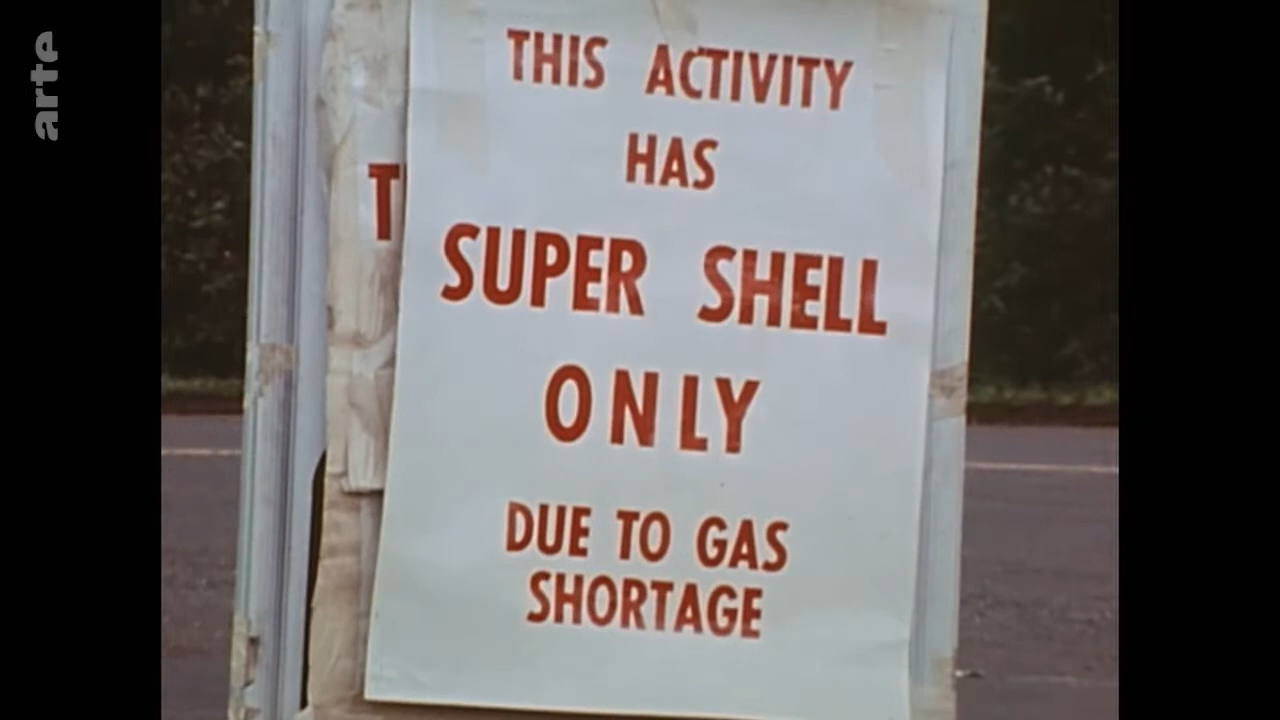 arte
THIS ACTIVITY
HAS
T
SUPER SHELL
ONLY
DUE TO GAS
SHORTAGE